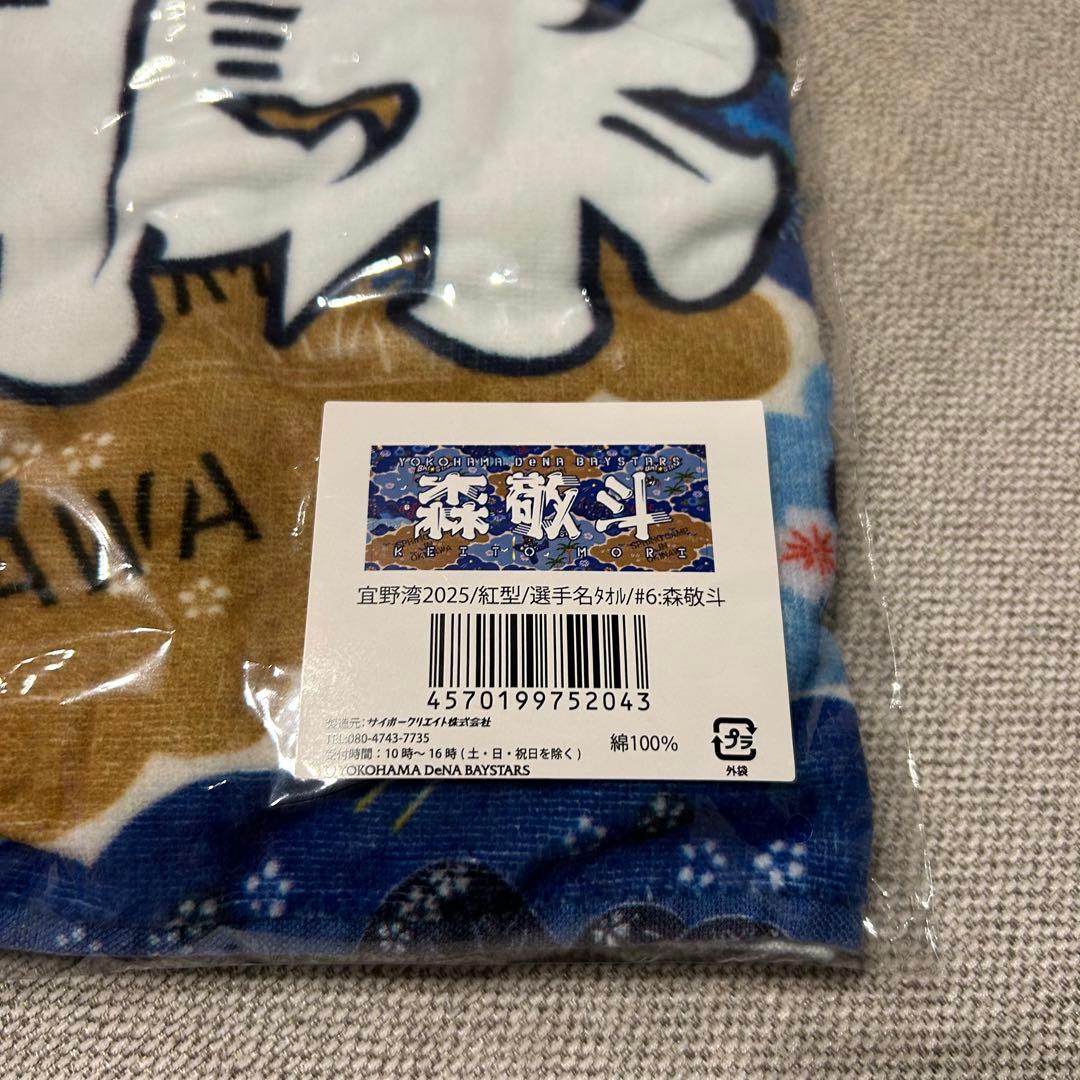 AWA
YOKOHAMA DeNA BAYSTARS
森敬斗
KEITO MORI
宜野湾2025/紅型/選手名ﾀｵﾙ/#6:森敬斗
4570199752043
製造元:サイボークリエイト株式会社
TEL:080-4743-7735
受付時間:10時〜16時(土・日・祝日を除く)
©YOKOHAMA DeNA BAYSTARS
綿100%
プラ
外袋